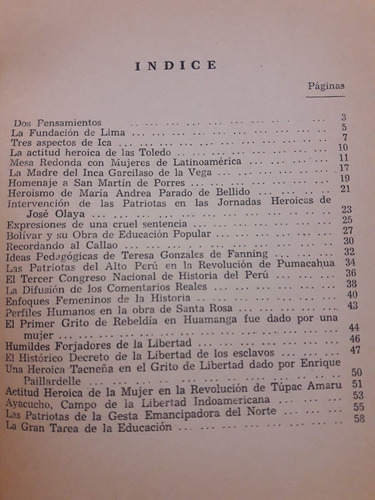 INDICE
Páginas
Dos Pensamientos ... ... ... ... ... ... ... ... ... 3
La Fundación de Lima ... ... ... ... ... ... ... ... 5
Tres aspectos de Ica ... ... ... ... ... ... ... ... 7
La actitud heroica de las Toledo ... ... ... ... ... 10
Mesa Redonda con Mujeres de Latinoamérica ... ... ... 11
La Madre del Inca Garcilaso de la Vega ... ... ... ... 17
Homenaje a San Martín de Porres ... ... ... ... ... 19
Heroísmo de María Andrea Parado de Bellido ... ... ... 21
Intervención de las Patriotas en las Jornadas Heroicas de
José Olaya ... ... ... ... ... ... ... ... ... 23
Expresiones de una cruel sentencia ... ... ... ... ... 25
Bolívar y su Obra de Educación Popular ... ... ... ... 27
Recordando al Callao ... ... ... ... ... ... ... ... 30
Ideas Pedagógicas de Teresa Gonzales de Fanning ... ... 32
Las Patriotas del Alto Perú en la Revolución de Pumacahua 34
El Tercer Congreso Nacional de Historia del Perú ... ... 36
La Difusión de los Comentarios Reales ... ... ... ... 38
Enfoques Femeninos de la Historia ... ... ... ... ... 40
Perfiles Humanos en la obra de Santa Rosa ... ... ... 43
El Primer Grito de Rebeldía en Huamanga fue dado por una
mujer ... ... ... ... ... ... ... ... ... ... 44
Humildes Forjadores de la Libertad ... ... ... ... ... 46
El Histórico Decreto de la Libertad de los esclavos ... ... 47
Una Heroica Tacneña en el Grito de Libertad dado por Enrique
Paillardelle ... ... ... ... ... ... ... ... ... 50
Actitud Heroica de la Mujer en la Revolución de Túpac Amaru 51
Ayacucho, Campo de la Libertad Indoamericana ... ... ... 53
Las Patriotas de la Gesta Emancipadora del Norte ... ... 55
La Gran Tarea de la Educación ... ... ... ... ... ... 58